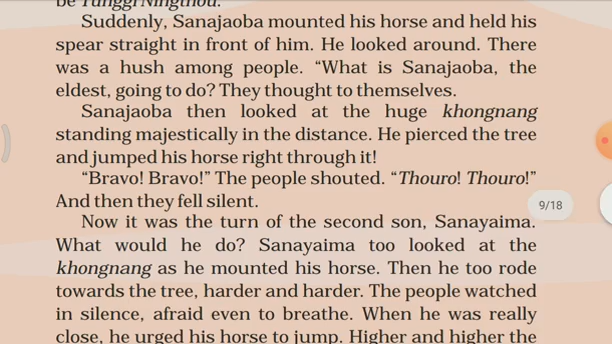 be Tunggi Ningthou.
Suddenly, Sanajaoba mounted his horse and held his
spear straight in front of him. He looked around. There
was a hush among people. “What is Sanajaoba, the
eldest, going to do? They thought to themselves.
Sanajaoba then looked at the huge khongnang
standing majestically in the distance. He pierced the tree
and jumped his horse right through it!
“Bravo! Bravo!” The people shouted. “Thouro! Thouro!”
And then they fell silent.
Now it was the turn of the second son, Sanayaima.
What would he do? Sanayaima too looked at the
khongnang as he mounted his horse. Then he too rode
towards the tree, harder and harder. The people watched
in silence, afraid even to breathe. When he was really
close, he urged his horse to jump. Higher and higher the
9/18